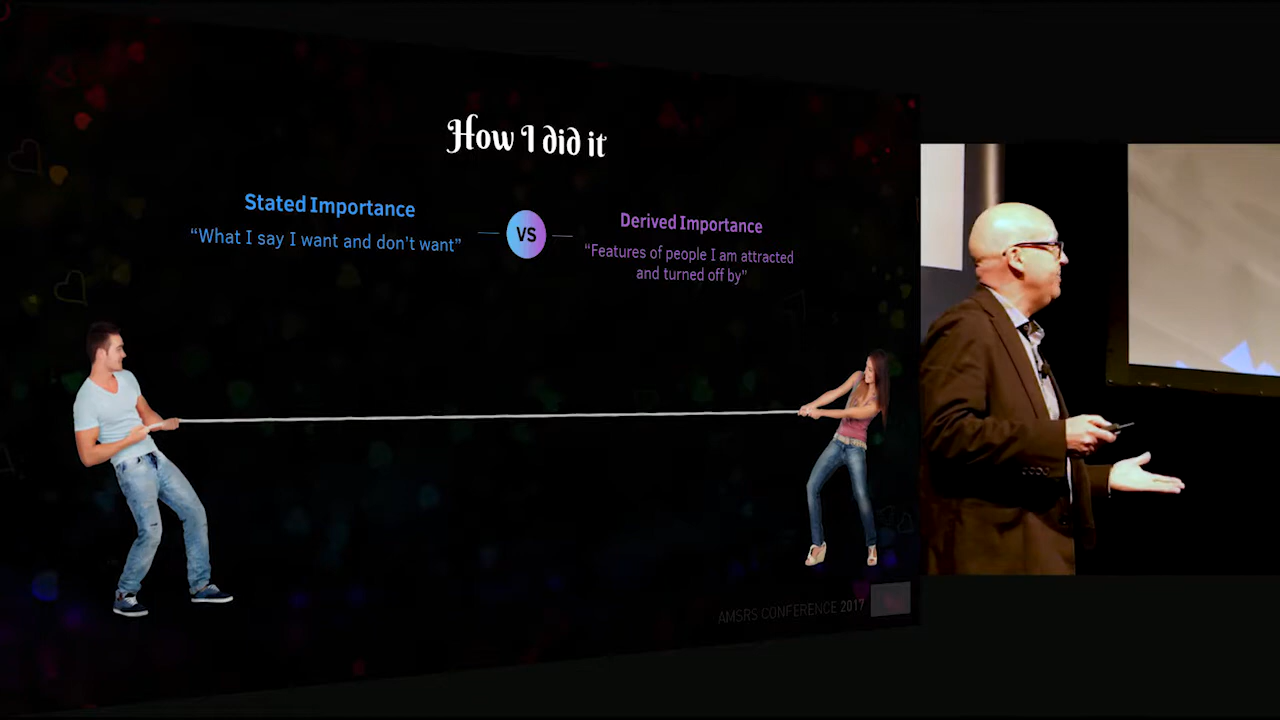 How I did it
Stated Importance
“What I say I want and don’t want”
VS
Derived Importance
“Features of people I am attracted
and turned off by”
AMSRS CONFERENCE 2017